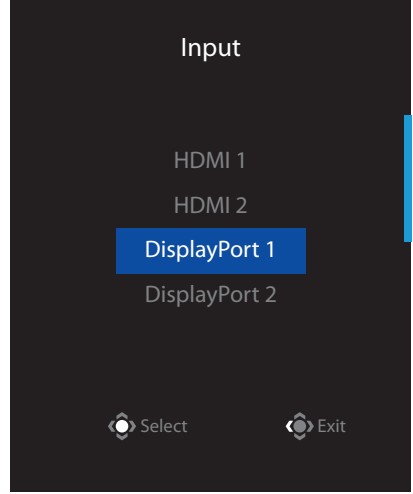 Input
HDMI 1
HDMI 2
DisplayPort 1
DisplayPort 2
Select Exit